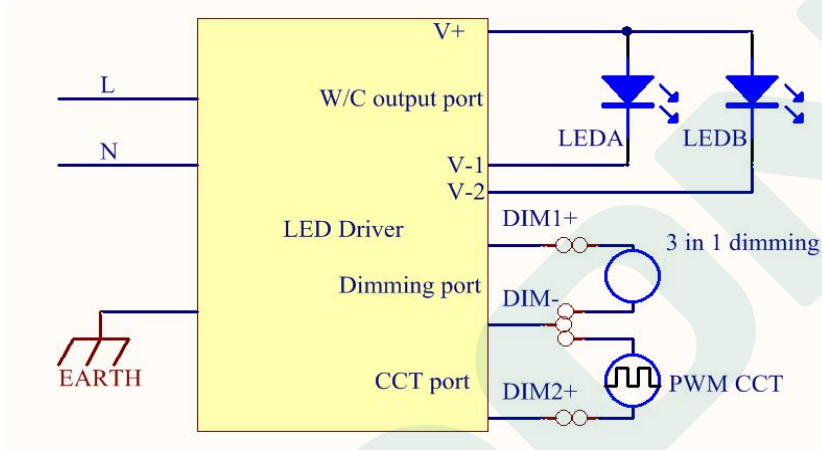 V+
L
W/C output port
LEDA
LEDB
N
V-1
V-2
DIM1+
LED Driver
3 in 1 dimming
Dimming port
DIM-
EARTH
CCT port
PWM CCT
DIM2+